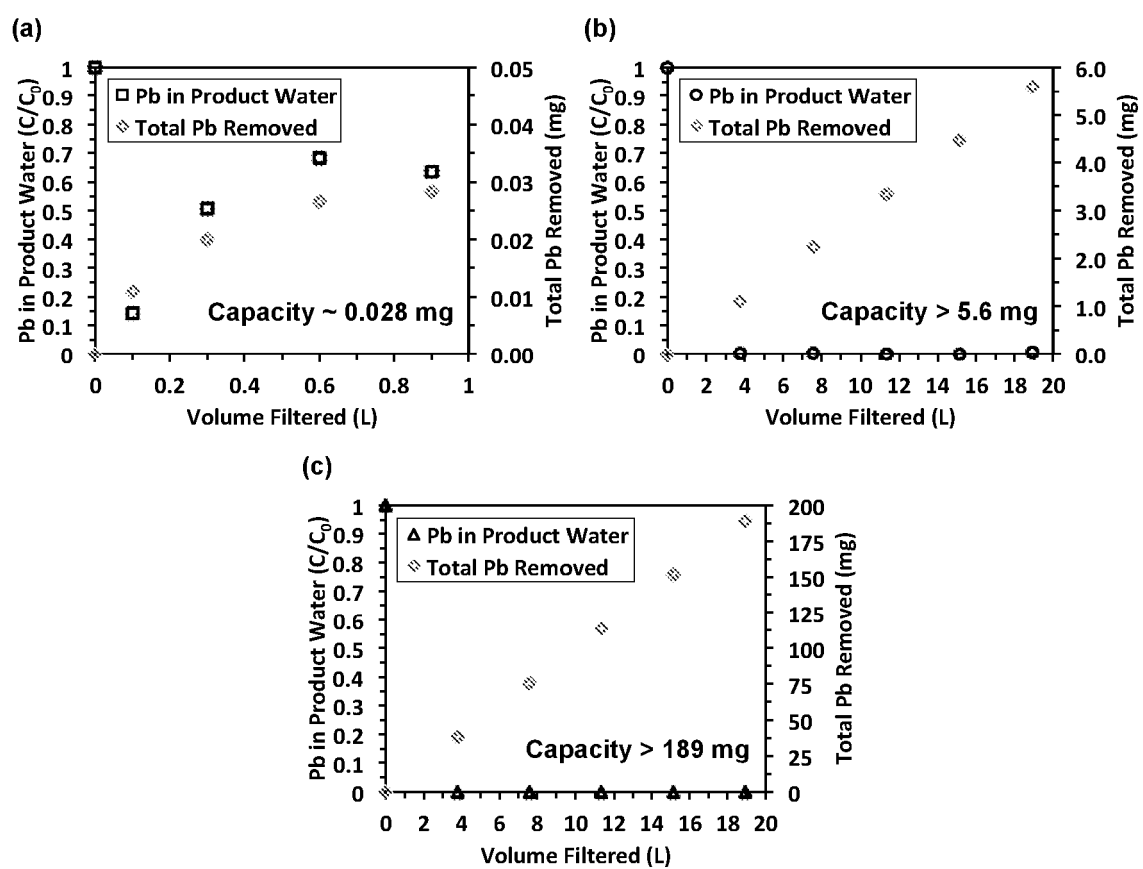 (a)
Pb in Product Water (C/C₀)
1
0.9
0.8
0.7
0.6
0.5
0.4
0.3
0.2
0.1
0
Pb in Product Water
Total Pb Removed
Capacity ~ 0.028 mg
0.05
0.04
0.03
0.02
0.01
0.00
Total Pb Removed (mg)
0 0.2 0.4 0.6 0.8 1
Volume Filtered (L)
(b)
Pb in Product Water (C/C₀)
1
0.9
0.8
0.7
0.6
0.5
0.4
0.3
0.2
0.1
0
Pb in Product Water
Total Pb Removed
Capacity > 5.6 mg
6.0
5.0
4.0
3.0
2.0
1.0
0.0
Total Pb Removed (mg)
0 2 4 6 8 10 12 14 16 18 20
Volume Filtered (L)
(c)
Pb in Product Water (C/C₀)
1
0.9
0.8
0.7
0.6
0.5
0.4
0.3
0.2
0.1
0
Pb in Product Water
Total Pb Removed
Capacity > 189 mg
200
175
150
125
100
75
50
25
0
Total Pb Removed (mg)
0 2 4 6 8 10 12 14 16 18 20
Volume Filtered (L)